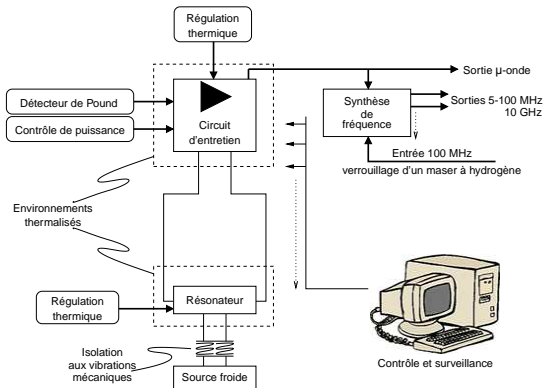 Régulation
thermique
Sortie μ-onde
Détecteur de Pound
Contrôle de puissance
Circuit
d'entretien
Synthèse
de
fréquence
Sorties 5-100 MHz
10 GHz
Entrée 100 MHz
verrouillage d'un maser à hydrogène
Environnements
thermalisés
Régulation
thermique
Résonateur
Isolation
aux vibrations
mécaniques
Source froide
Contrôle et surveillance